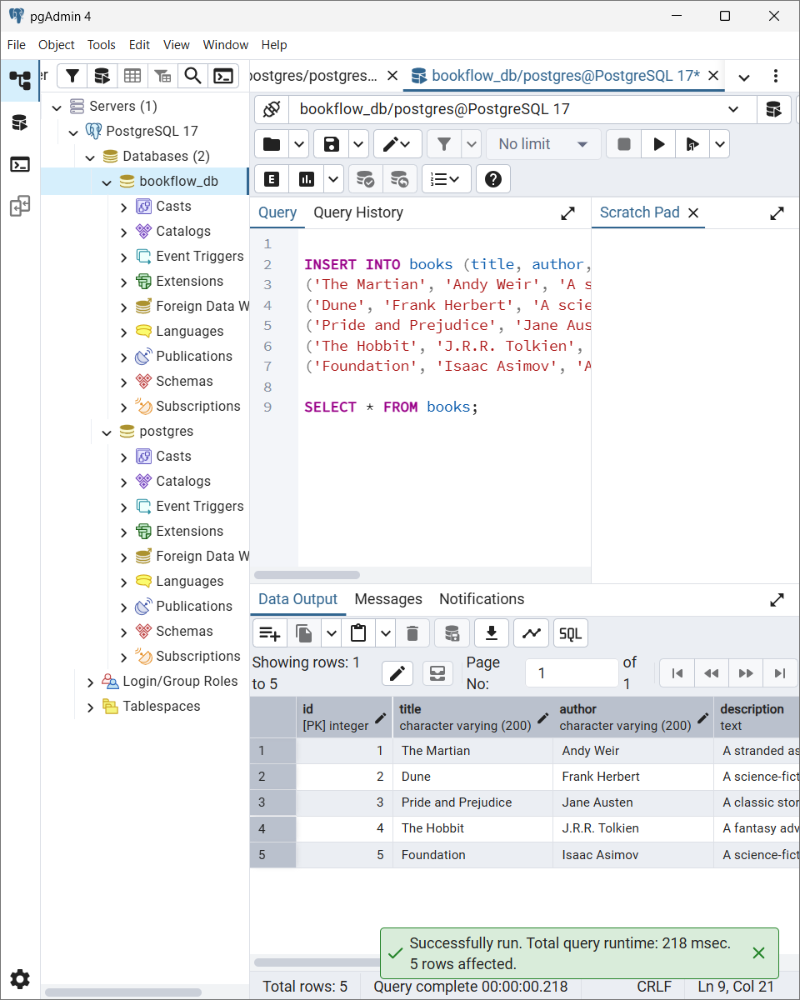 pgAdmin 4
File Object Tools Edit View Window Help
er
postgres/postgres...
bookflow_db/postgres@PostgreSQL 17*
Servers (1)
PostgreSQL 17
Databases (2)
bookflow_db
Casts
Catalogs
Event Triggers
Extensions
Foreign Data W
Languages
Publications
Schemas
Subscriptions
postgres
Casts
Catalogs
Event Triggers
Extensions
Foreign Data W
Languages
Publications
Schemas
Subscriptions
Login/Group Roles
Tablespaces
bookflow_db/postgres@PostgreSQL 17
No limit
E
Query Query History
Scratch Pad
1
2 INSERT INTO books (title, author,
3 ('The Martian', 'Andy Weir', 'A s
4 ('Dune', 'Frank Herbert', 'A scie
5 ('Pride and Prejudice', 'Jane Aus
6 ('The Hobbit', 'J.R.R. Tolkien',
7 ('Foundation', 'Isaac Asimov', 'A
8
9 SELECT * FROM books;
Data Output Messages Notifications
SQL
Showing rows: 1
to 5
Page
No:
1
of
1
id title author description
[PK] integer character varying (200) character varying (200) text
1 1 The Martian Andy Weir A stranded as
2 2 Dune Frank Herbert A science-fict
3 3 Pride and Prejudice Jane Austen A classic stor
4 4 The Hobbit J.R.R. Tolkien A fantasy adv
5 5 Foundation Isaac Asimov A science-fict
Successfully run. Total query runtime: 218 msec.
5 rows affected.
Total rows: 5 Query complete 00:00:00.218 CRLF Ln 9, Col 21